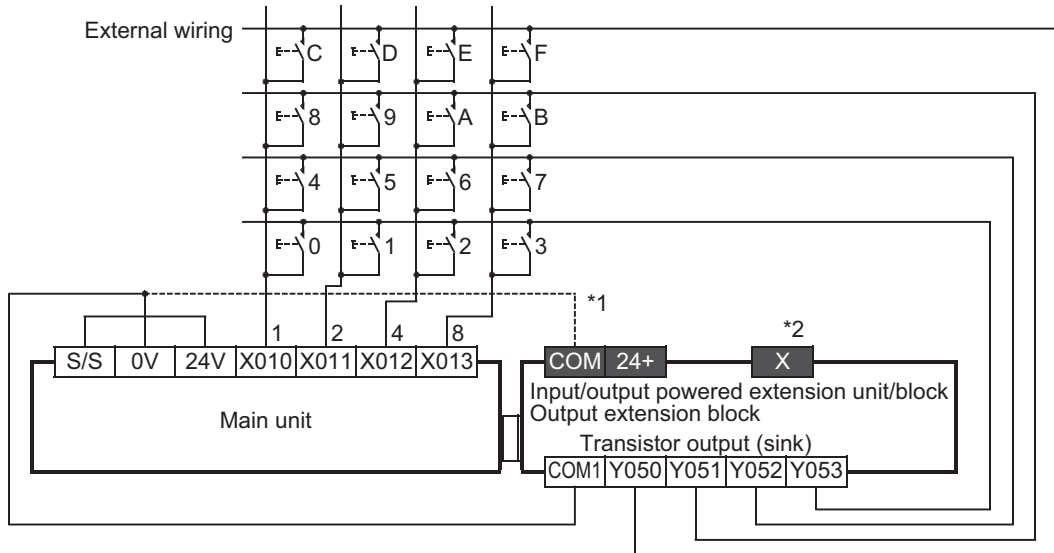 External wiring
C D E F
8 9 A B
4 5 6 7
0 1 2 3
*1
1 2 4 8 *2
S/S 0V 24V X010 X011 X012 X013 COM 24+ X
Input/output powered extension unit/block
Main unit Output extension block
Transistor output (sink)
COM1 Y050 Y051 Y052 Y053